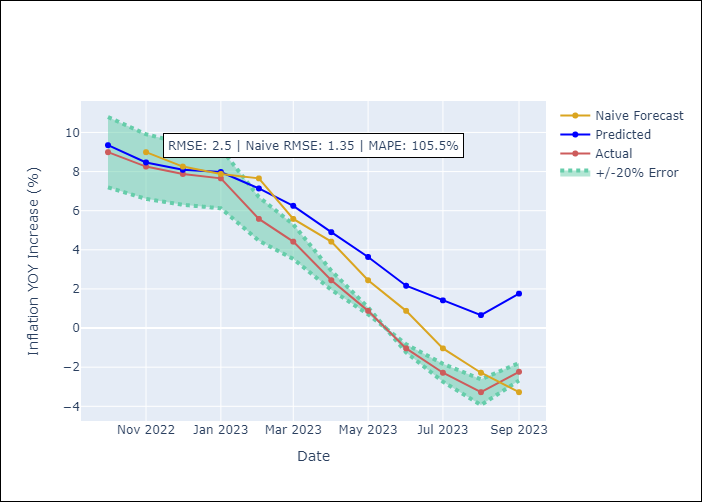 RMSE: 2.5 | Naive RMSE: 1.35 | MAPE: 105.5%
Naive Forecast
Predicted
Actual
+/-20% Error
Inflation YOY Increase (%)
10
8
6
4
2
0
−2
−4
Nov 2022
Jan 2023
Mar 2023
May 2023
Jul 2023
Sep 2023
Date